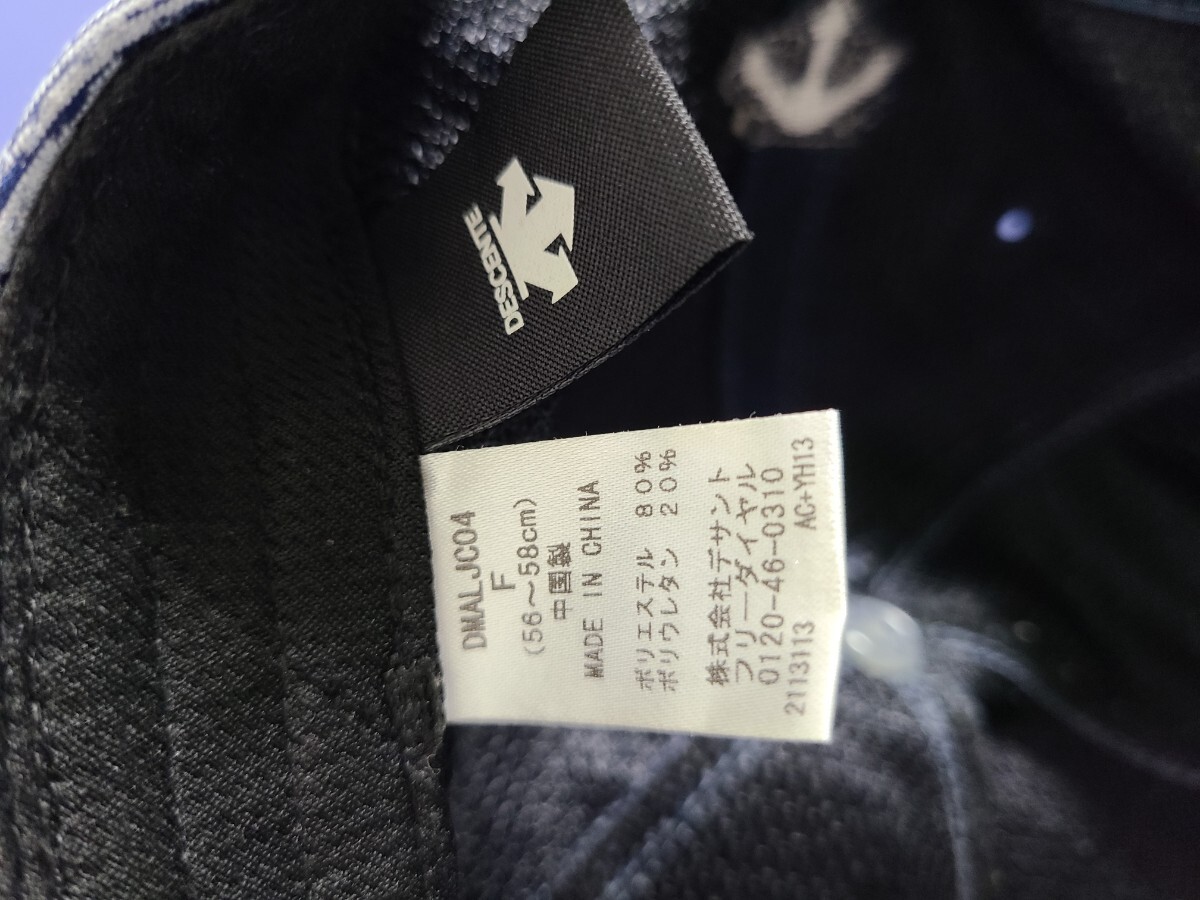 DESCENTE
DMALJC04
F
(56～58cm)
中国製
MADE IN CHINA
ポリエステル 80%
ポリウレタン 20%
株式会社デサント
フリーダイヤル
0120-46-0310
2113113 AC+YH13